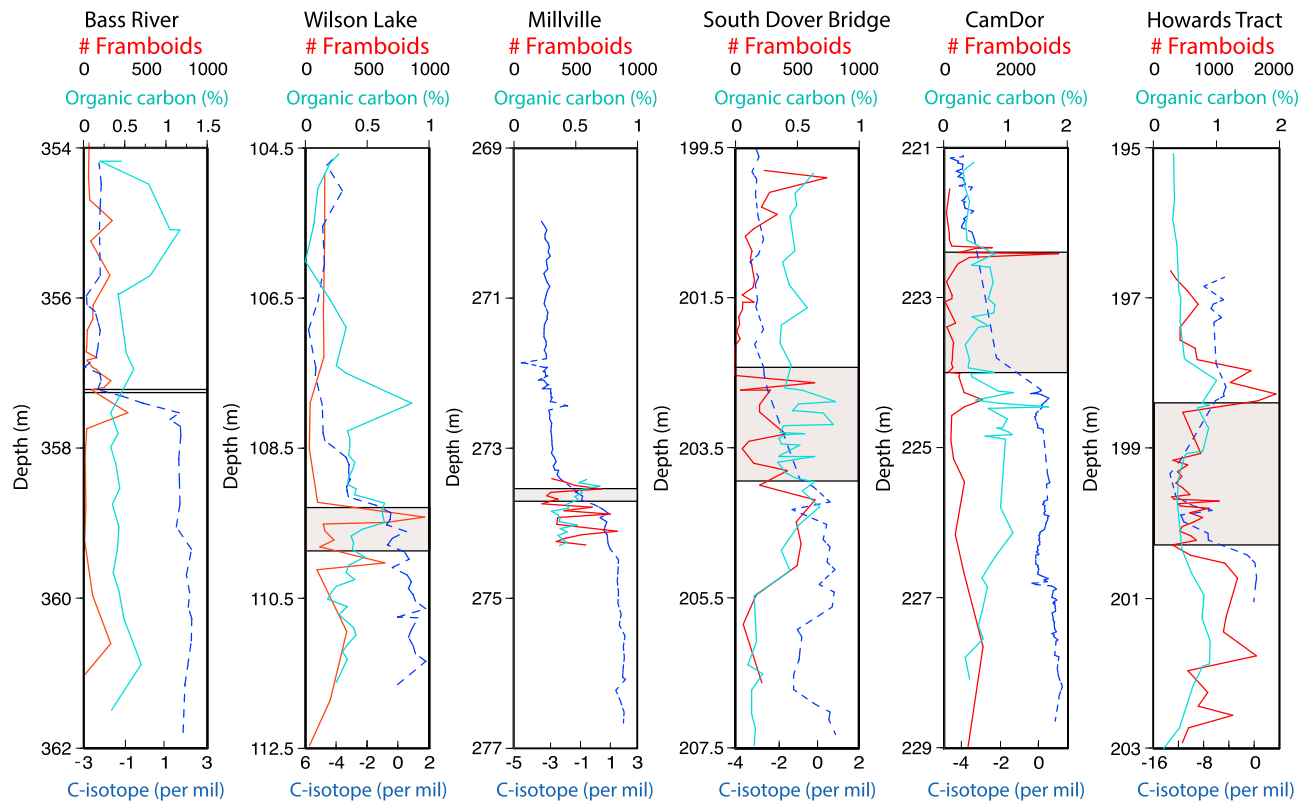 Bass River
# Framboids
0 500 1000
Organic carbon (%)
0 0.5 1 1.5
Depth (m)
354
356
358
360
362
-3 -1 1 3
C-isotope (per mil)
Wilson Lake
# Framboids
0 500 1000
Organic carbon (%)
0 0.5 1
Depth (m)
104.5
106.5
108.5
110.5
112.5
6 -4 -2 0 2
C-isotope (per mil)
Millville
# Framboids
0 500 1000
Organic carbon (%)
0 0.5 1
Depth (m)
269
271
273
275
277
-5 -3 -1 1 3
C-isotope (per mil)
South Dover Bridge
# Framboids
0 500 1000
Organic carbon (%)
0 0.5 1
Depth (m)
199.5
201.5
203.5
205.5
207.5
-4 -2 0 2
C-isotope (per mil)
CamDor
# Framboids
0 2000
Organic carbon (%)
0 1 2
Depth (m)
221
223
225
227
229
-4 -2 0
C-isotope (per mil)
Howards Tract
# Framboids
0 1000 2000
Organic carbon (%)
0 1 2
Depth (m)
195
197
199
201
203
-16 -8 0
C-isotope (per mil)